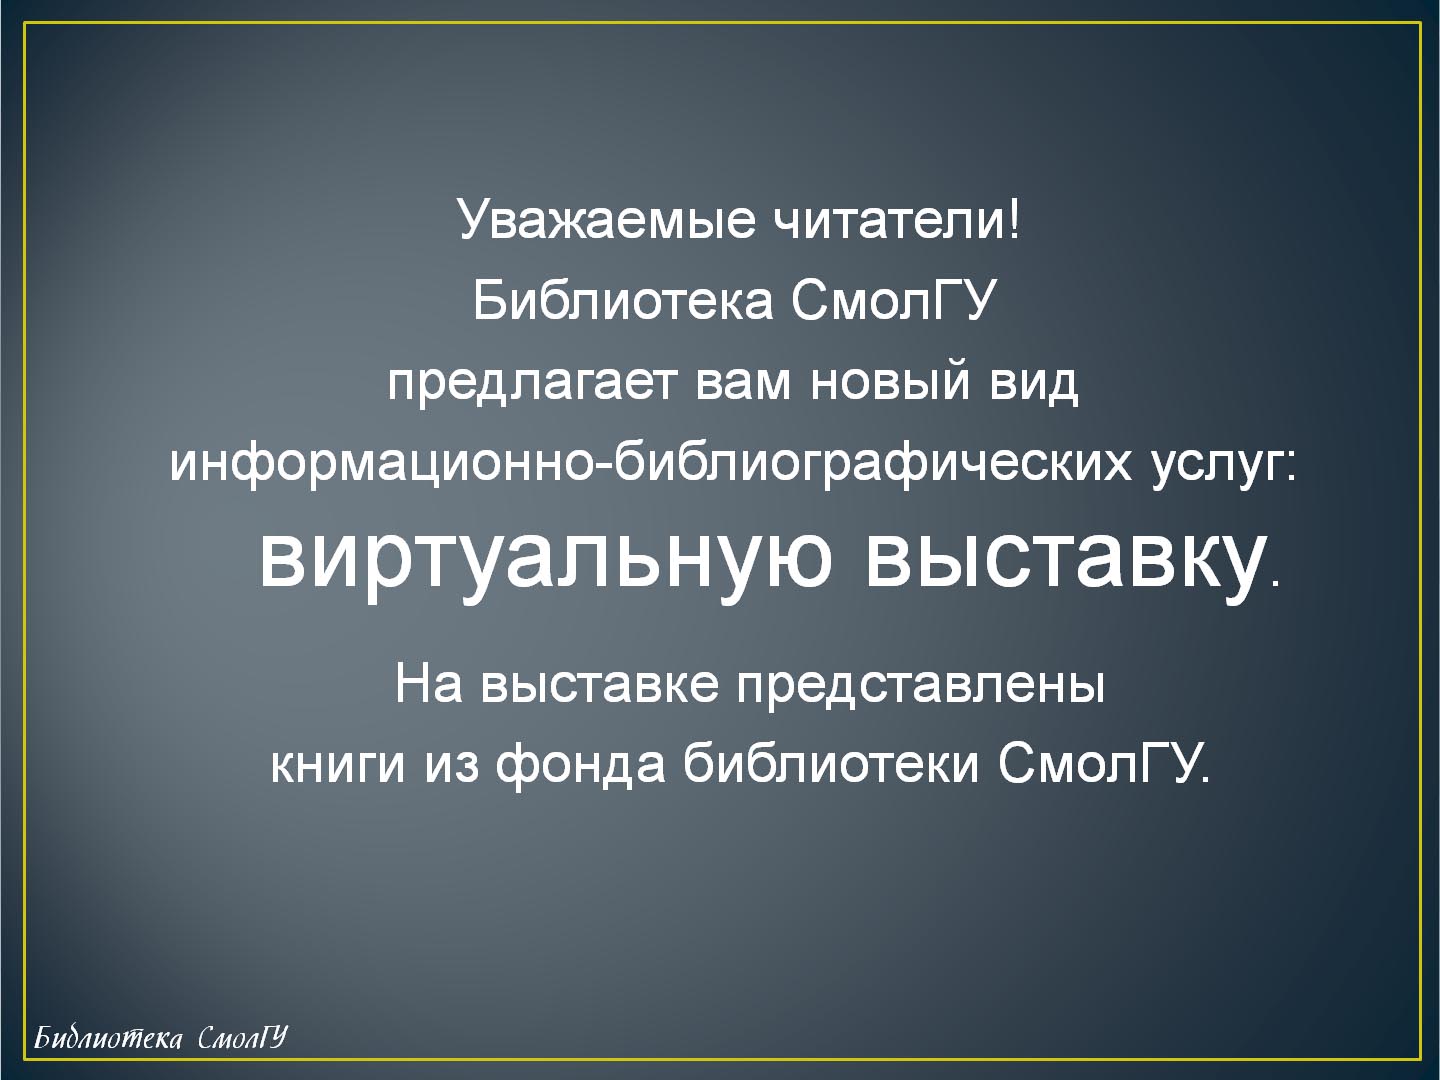 Уважаемые читатели!
Библиотека СмолГУ
предлагает вам новый вид
информационно-библиографических услуг:
виртуальную выставку.
На выставке представлены
книги из фонда библиотеки СмолГУ.
Библиотека СмолГУ